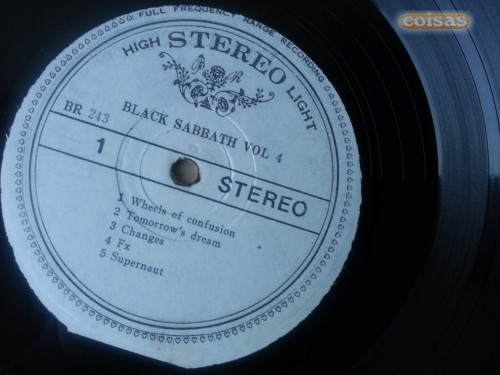 coisas
FULL FREQUENCY RANGE RECORDING
HIGH STEREO LIGHT
BR 243
BLACK SABBATH VOL 4
1
STEREO
1 Wheels of confusion
2 Tomorrow's dream
3 Changes
4 Fx
5 Supernaut